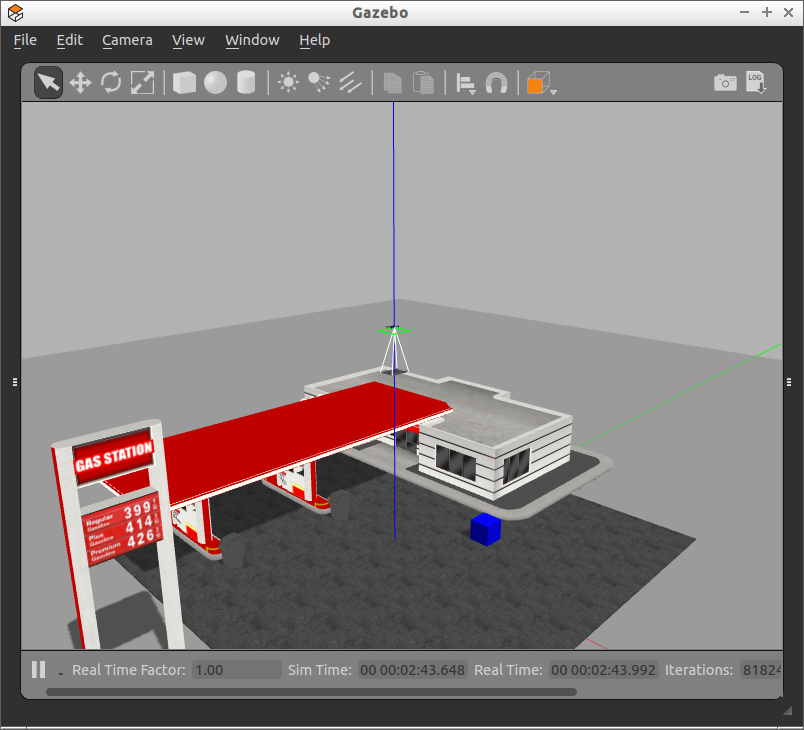 Gazebo
File Edit Camera View Window Help
LOG
GAS STATION
Regular 399
Gasoline
Plus 414
Gasoline
Premium 426
Gasoline
Real Time Factor: 1.00 Sim Time: 00 00:02:43.648 Real Time: 00 00:02:43.992 Iterations: 81824